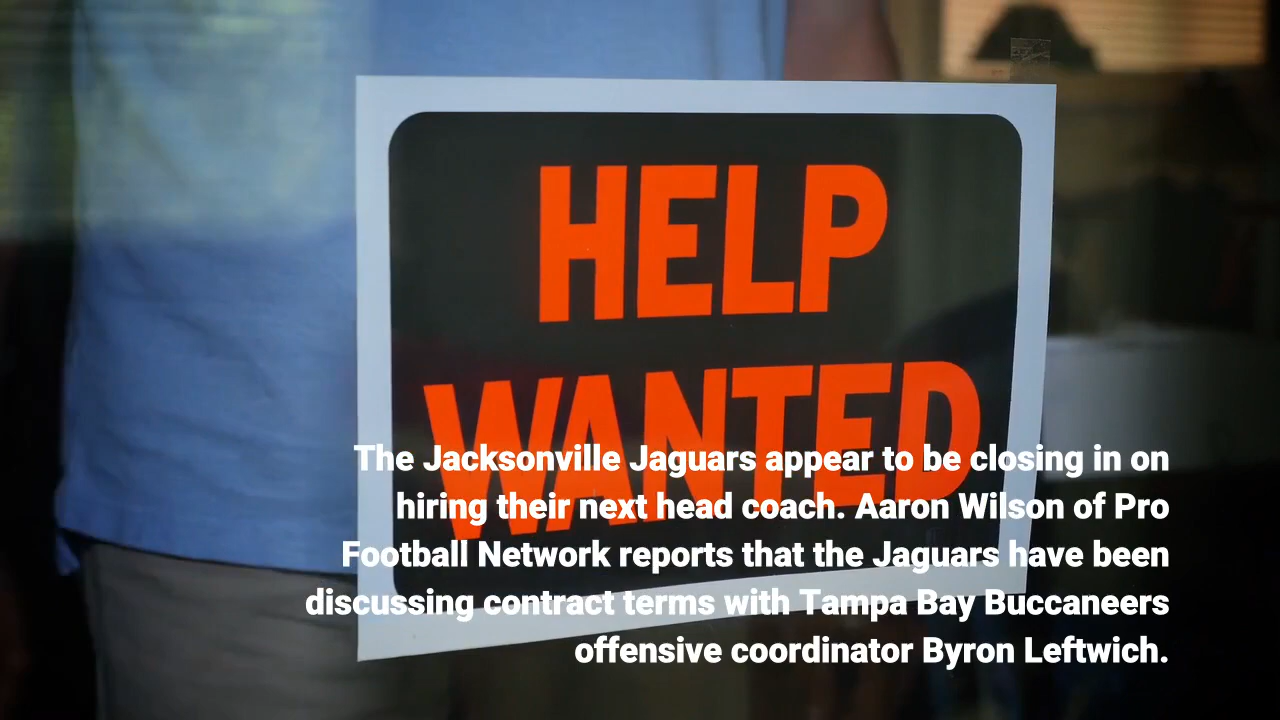 HELP
WANTED
The Jacksonville Jaguars appear to be closing in on
hiring their next head coach. Aaron Wilson of Pro
Football Network reports that the Jaguars have been
discussing contract terms with Tampa Bay Buccaneers
offensive coordinator Byron Leftwich.